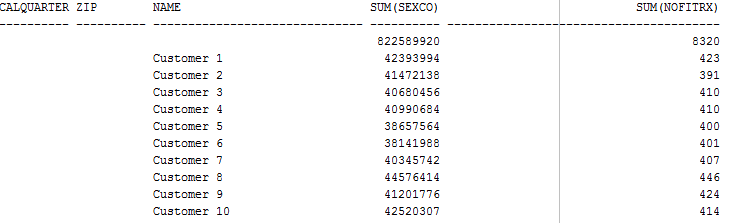 CALQUARTER ZIP NAME SUM(SEXCO) SUM(NOFITRX)
---------- ---------- ------------------------------ ---------- ---------------------------------------
822589920 8320
Customer 1 42393994 423
Customer 2 41472138 391
Customer 3 40680456 410
Customer 4 40990684 410
Customer 5 38657564 400
Customer 6 38141988 401
Customer 7 40345742 407
Customer 8 44576414 446
Customer 9 41201776 424
Customer 10 42520307 414